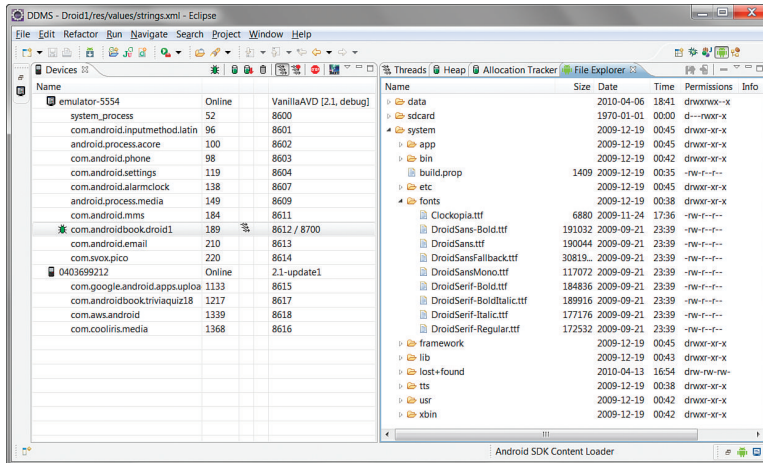 DDMS - Droid1/res/values/strings.xml - Eclipse
File Edit Refactor Run Navigate Search Project Window Help
Devices
Name
emulator-5554 Online VanillaAVD [2.1, debug]
system_process 52 8600
com.android.inputmethod.latin 96 8601
android.process.acore 100 8602
com.android.phone 98 8603
com.android.settings 119 8604
com.android.alarmclock 138 8607
android.process.media 149 8609
com.android.mms 184 8611
com.androidbook.droid1 189 8612 / 8700
com.android.email 210 8613
com.svox.pico 220 8614
0403699212 Online 2.1-update1
com.google.android.apps.uploa 1133 8615
com.androidbook.triviaquiz18 1217 8617
com.aws.android 1339 8618
com.cooliris.media 1368 8616
Threads Heap Allocation Tracker File Explorer
Name Size Date Time Permissions Info
data 2010-04-06 18:41 drwxrwx--x
sdcard 1970-01-01 00:00 d---rwxr-x
system 2009-12-19 00:45 drwxr-xr-x
app 2009-12-19 00:45 drwxr-xr-x
bin 2009-12-19 00:42 drwxr-xr-x
build.prop 1409 2009-12-19 00:35 -rw-r--r--
etc 2009-12-19 00:45 drwxr-xr-x
fonts 2009-12-19 00:38 drwxr-xr-x
Clockopia.ttf 6880 2009-11-24 17:36 -rw-r--r--
DroidSans-Bold.ttf 191032 2009-09-21 23:39 -rw-r--r--
DroidSans.ttf 190044 2009-09-21 23:39 -rw-r--r--
DroidSansFallback.ttf 30819... 2009-09-21 23:39 -rw-r--r--
DroidSansMono.ttf 117072 2009-09-21 23:39 -rw-r--r--
DroidSerif-Bold.ttf 184836 2009-09-21 23:39 -rw-r--r--
DroidSerif-BoldItalic.ttf 189916 2009-09-21 23:39 -rw-r--r--
DroidSerif-Italic.ttf 177176 2009-09-21 23:39 -rw-r--r--
DroidSerif-Regular.ttf 172532 2009-09-21 23:39 -rw-r--r--
framework 2009-12-19 00:45 drwxr-xr-x
lib 2009-12-19 00:43 drwxr-xr-x
lost+found 2010-04-13 16:54 drw-rw-rw-
tts 2009-12-19 00:38 drwxr-xr-x
usr 2009-12-19 00:42 drwxr-xr-x
xbin 2009-12-19 00:42 drwxr-xr-x
Android SDK Content Loader